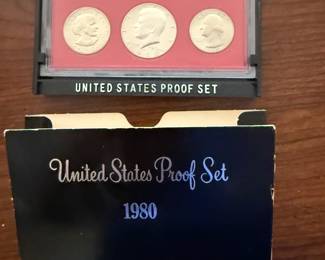 UNITED STATES PROOF SET
United States Proof Set
1980